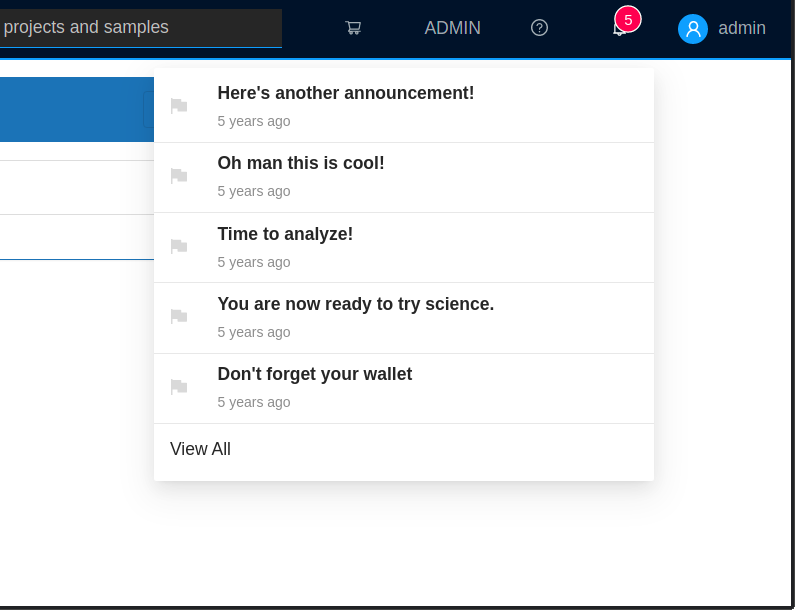 projects and samples
ADMIN
5
admin
Here's another announcement!
5 years ago
Oh man this is cool!
5 years ago
Time to analyze!
5 years ago
You are now ready to try science.
5 years ago
Don't forget your wallet
5 years ago
View All